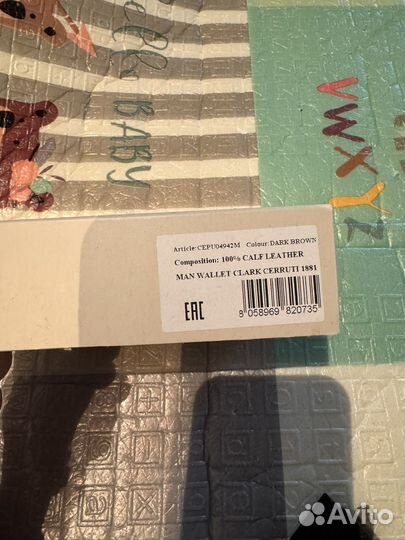 BABY
VWXYZ
Article: CEPU04942M Colour: DARK BROWN
Composition: 100% CALF LEATHER
MAN WALLET CLARK CERRUTI 1881
EAC
8 058969 820735
Avito